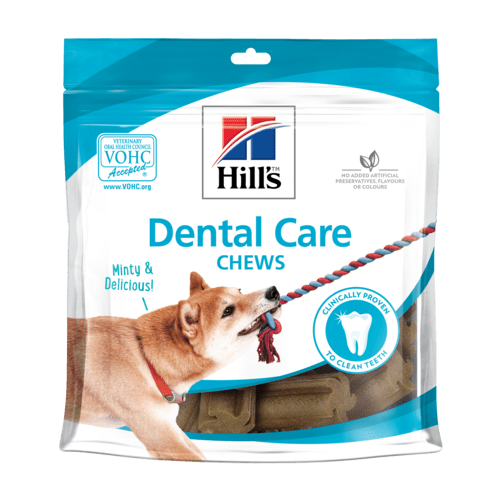 VETERINARY
ORAL HEALTH COUNCIL
VOHC
Accepted®
www.VOHC.org
Hill's™
NO ADDED ARTIFICIAL
PRESERVATIVES, FLAVOURS
OR COLOURS
Dental Care
CHEWS
Minty &
Delicious!
CLINICALLY PROVEN
TO CLEAN TEETH